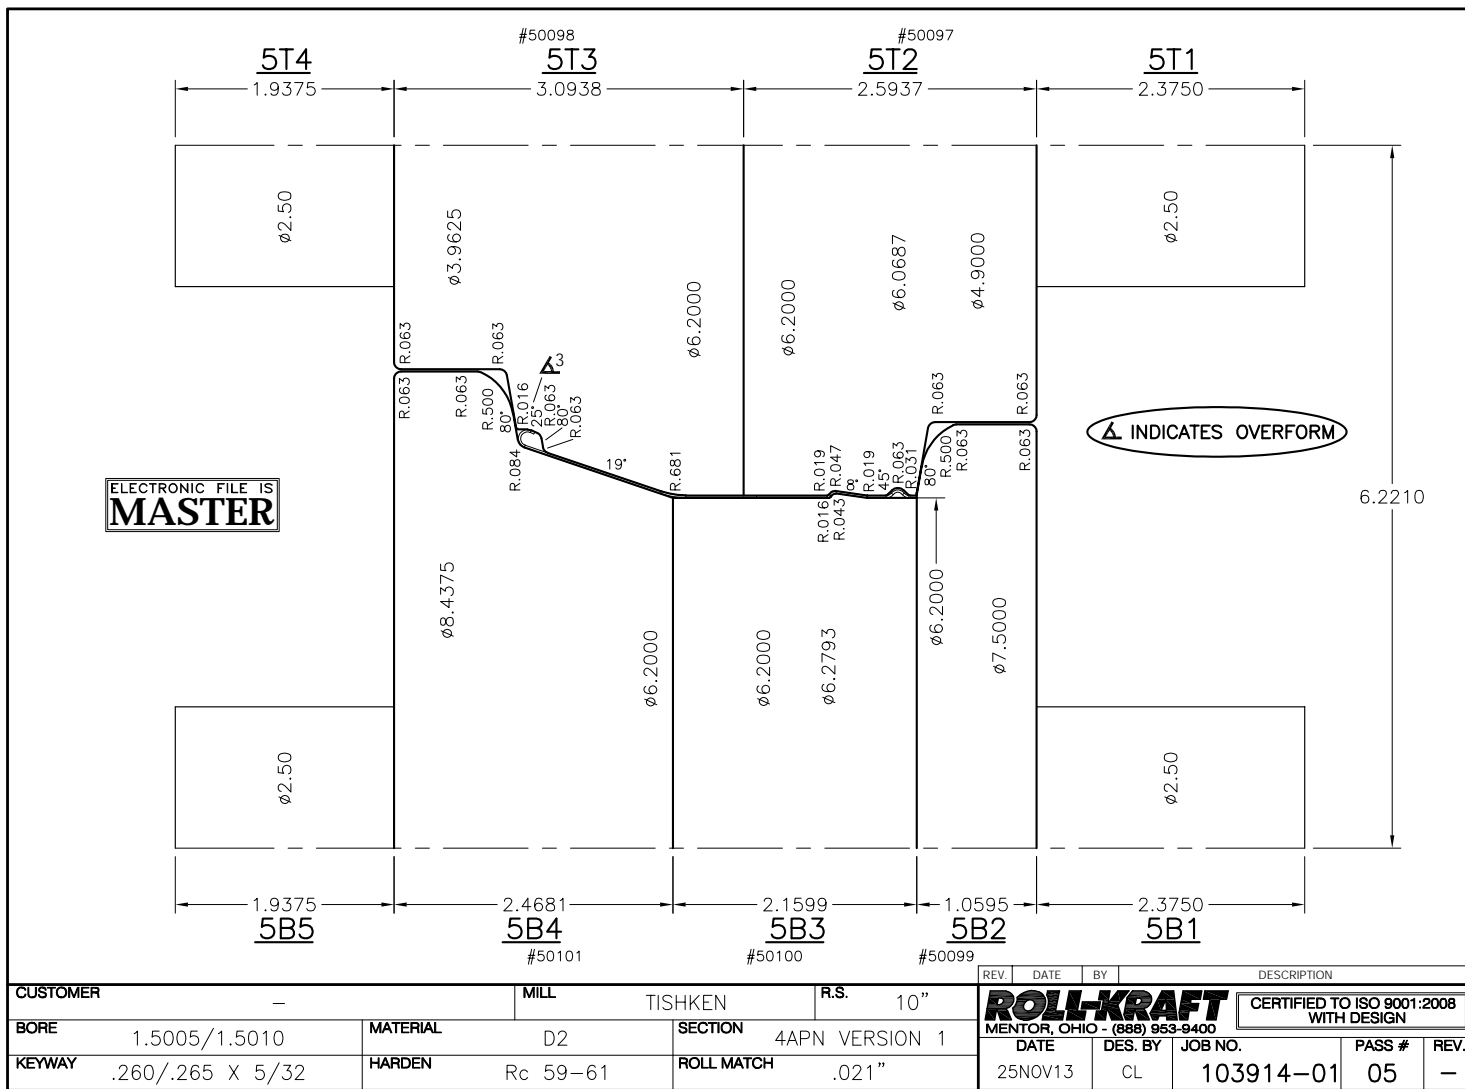 #50098
#50097
5T4
5T3
5T2
5T1
1.9375
3.0938
2.5937
2.3750
ø2.50
ø3.9625
ø6.2000
ø6.2000
ø6.0687
ø4.9000
ø2.50
R.063
R.063
R.063
R.063
R.500
80°
R.016
25°
3
R.063
80°
R.063
R.084
19°
R.681
R.019
R.047
8°
R.019
45°
R.063
R.031
R.016
R.043
80°
R.063
R.500
R.063
R.063
R.063
INDICATES OVERFORM
6.2210
ELECTRONIC FILE IS
MASTER
ø8.4375
ø6.2000
ø6.2000
ø6.2793
ø6.2000
ø7.5000
ø2.50
ø2.50
1.9375
2.4681
2.1599
1.0595
2.3750
5B5
5B4
5B3
5B2
5B1
#50101
#50100
#50099
REV. DATE BY DESCRIPTION
CUSTOMER –
MILL TISHKEN
R.S. 10"
ROLL-KRAFT
MENTOR, OHIO - (888) 953-9400
CERTIFIED TO ISO 9001:2008
WITH DESIGN
BORE 1.5005/1.5010
MATERIAL D2
SECTION 4APN VERSION 1
KEYWAY .260/.265 X 5/32
HARDEN Rc 59-61
ROLL MATCH .021"
DATE DES. BY JOB NO. PASS # REV.
25NOV13 CL 103914-01 05 –